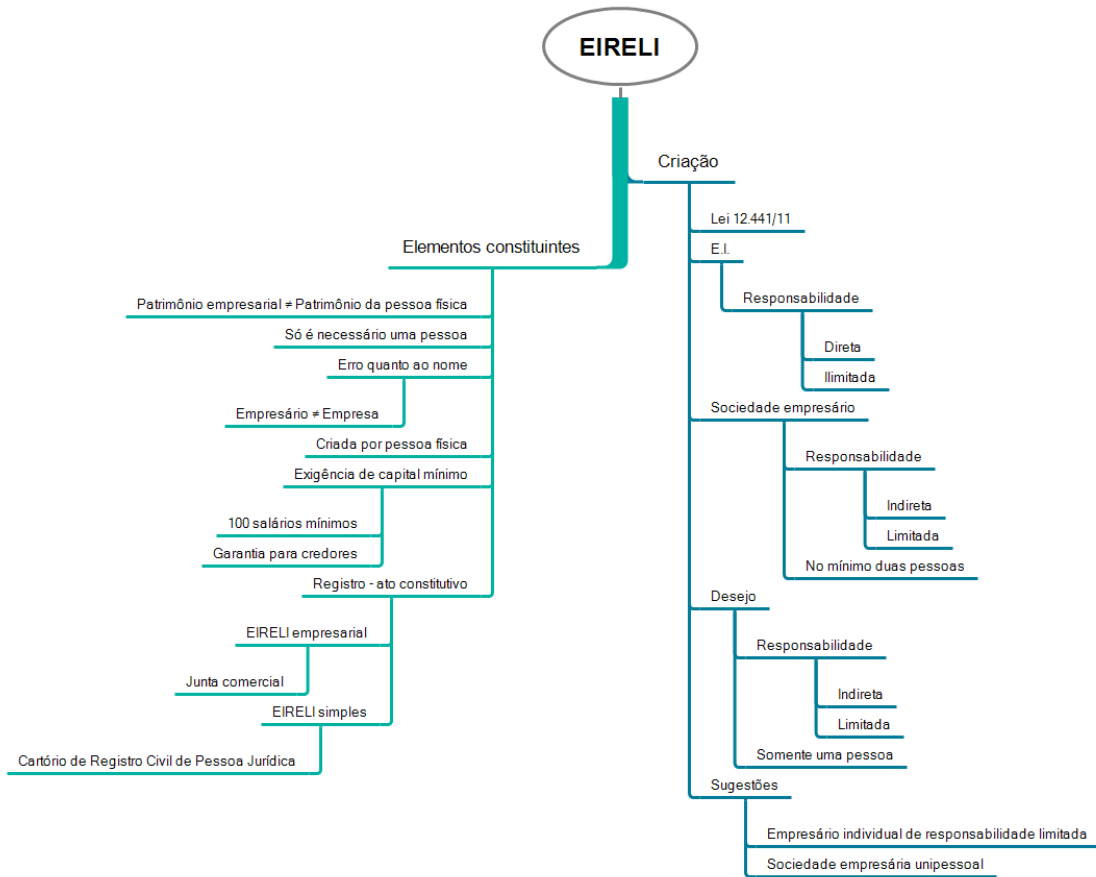 EIRELI
Criação
Lei 12.441/11
E.I.
Responsabilidade
Direta
Ilimitada
Sociedade empresário
Responsabilidade
Indireta
Limitada
No mínimo duas pessoas
Desejo
Responsabilidade
Indireta
Limitada
Somente uma pessoa
Sugestões
Empresário individual de responsabilidade limitada
Sociedade empresária unipessoal
Elementos constituintes
Patrimônio empresarial ≠ Patrimônio da pessoa física
Só é necessário uma pessoa
Erro quanto ao nome
Empresário ≠ Empresa
Criada por pessoa física
Exigência de capital mínimo
100 salários mínimos
Garantia para credores
Registro - ato constitutivo
EIRELI empresarial
Junta comercial
EIRELI simples
Cartório de Registro Civil de Pessoa Jurídica